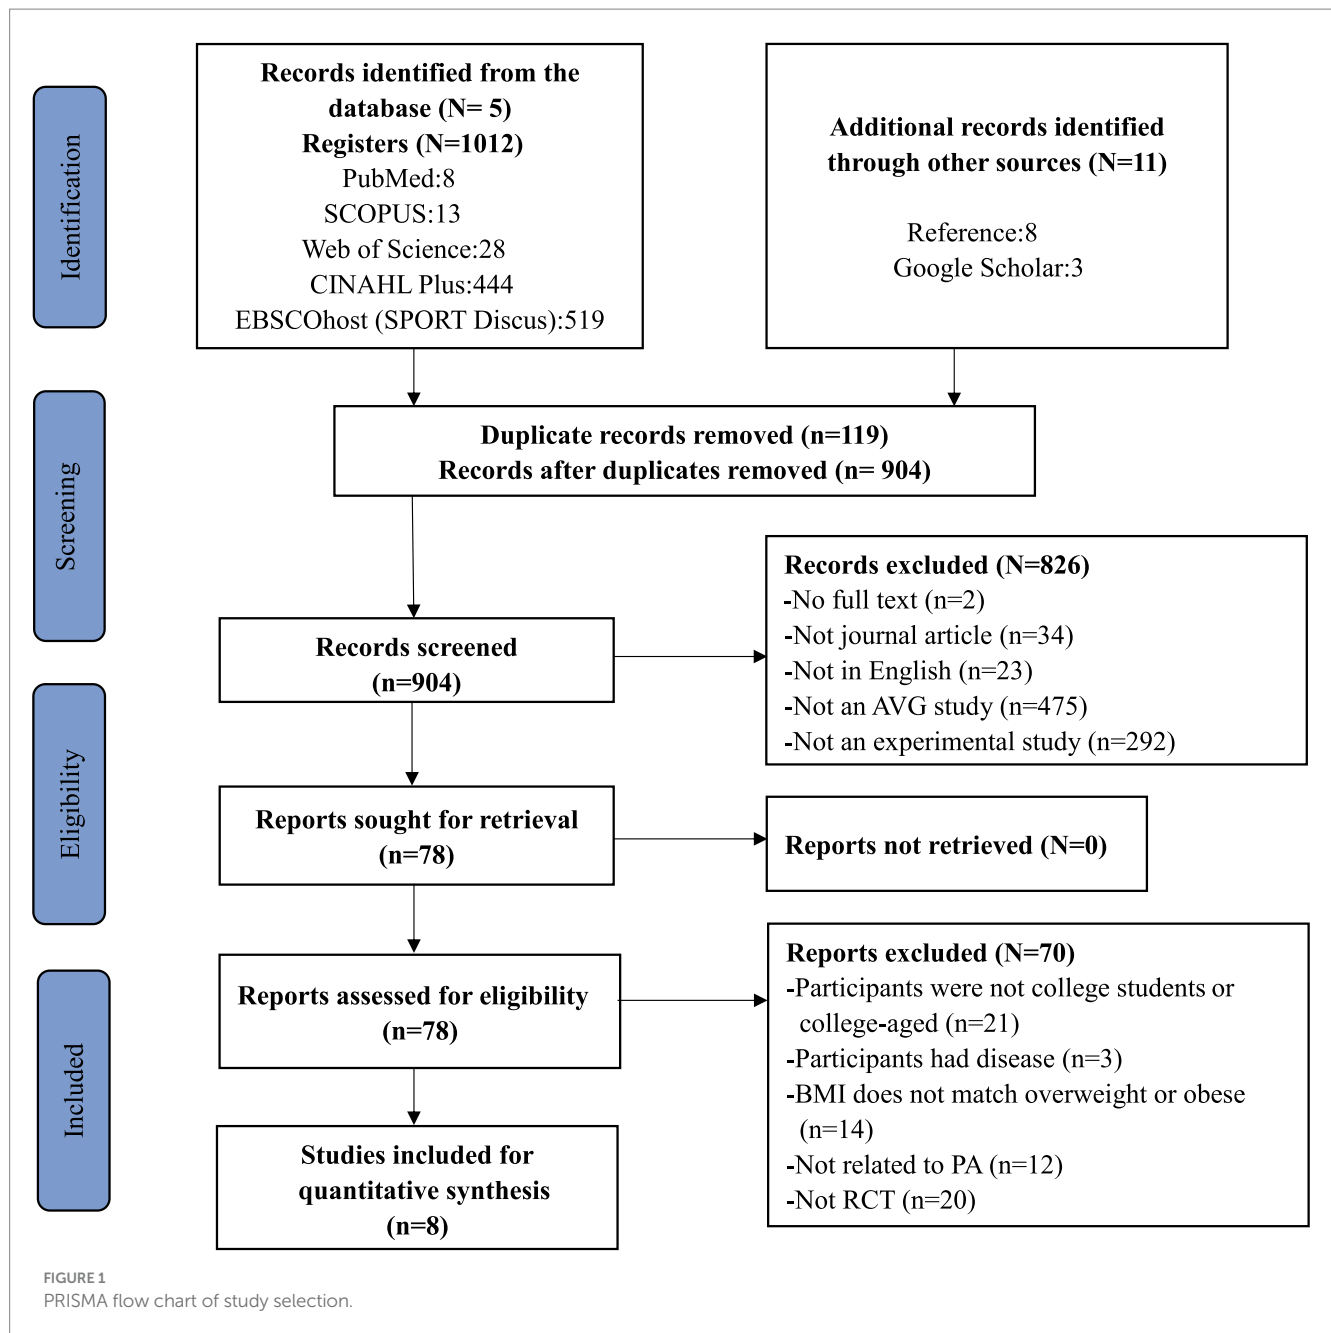 Identification
Records identified from the
database (N= 5)
Registers (N=1012)
PubMed:8
SCOPUS:13
Web of Science:28
CINAHL Plus:444
EBSCOhost (SPORT Discus):519
Additional records identified
through other sources (N=11)
Reference:8
Google Scholar:3
Screening
Duplicate records removed (n=119)
Records after duplicates removed (n= 904)
Records screened
(n=904)
Records excluded (N=826)
-No full text (n=2)
-Not journal article (n=34)
-Not in English (n=23)
-Not an AVG study (n=475)
-Not an experimental study (n=292)
Eligibility
Reports sought for retrieval
(n=78)
Reports not retrieved (N=0)
Reports assessed for eligibility
(n=78)
Reports excluded (N=70)
-Participants were not college students or
college-aged (n=21)
-Participants had disease (n=3)
-BMI does not match overweight or obese
(n=14)
-Not related to PA (n=12)
-Not RCT (n=20)
Included
Studies included for
quantitative synthesis
(n=8)
FIGURE 1
PRISMA flow chart of study selection.